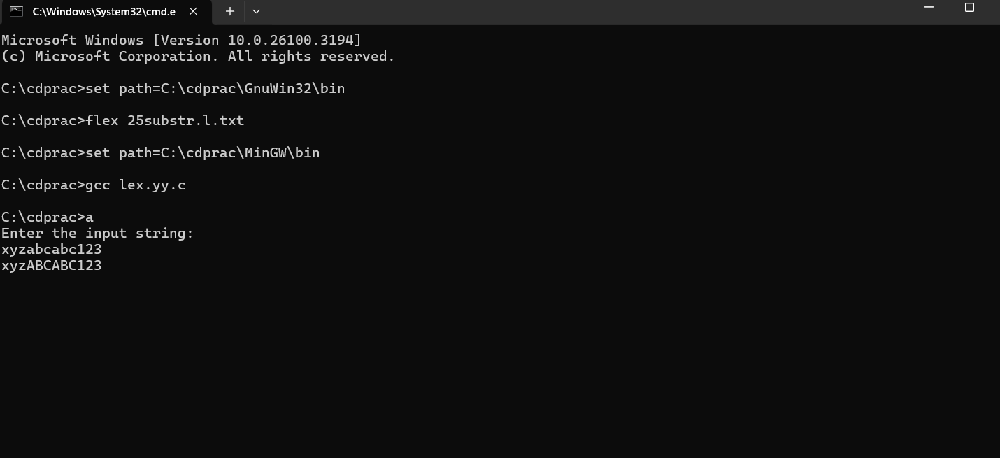 C:\Windows\System32\cmd.e
Microsoft Windows [Version 10.0.26100.3194]
(c) Microsoft Corporation. All rights reserved.
C:\cdprac>set path=C:\cdprac\GnuWin32\bin
C:\cdprac>flex 25substr.l.txt
C:\cdprac>set path=C:\cdprac\MinGW\bin
C:\cdprac>gcc lex.yy.c
C:\cdprac>a
Enter the input string:
xyzabcabc123
xyzABCABC123